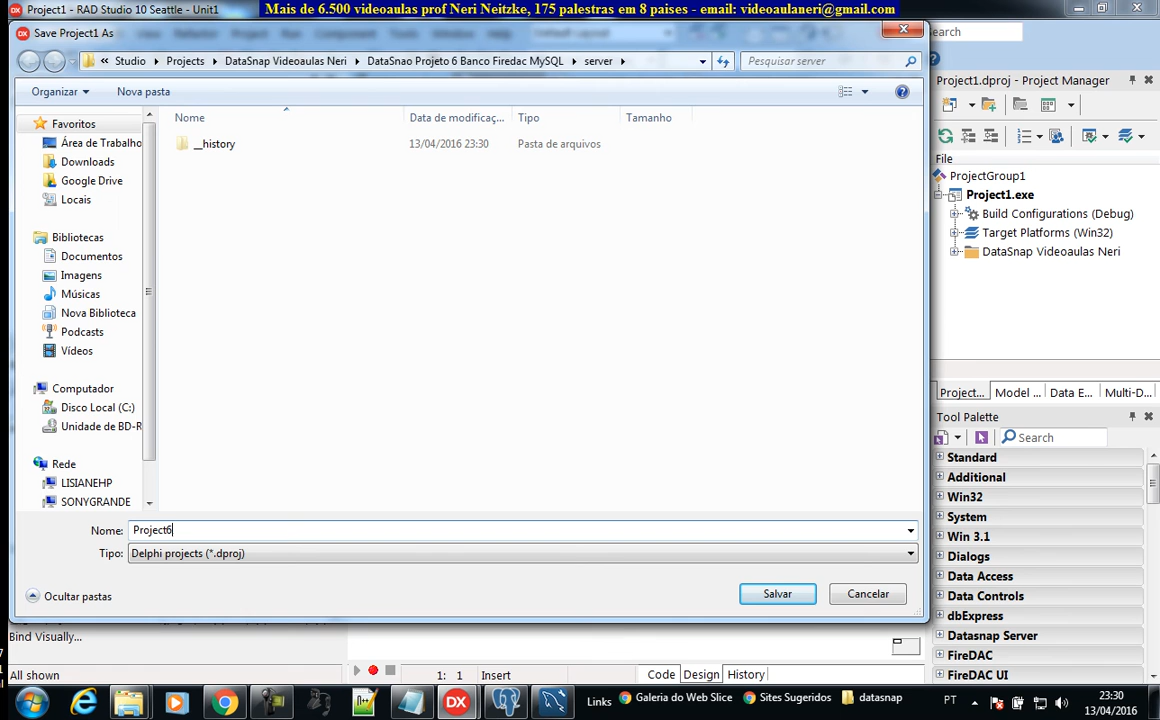 Project1 - RAD Studio 10 Seattle - Unit1
Mais de 6.500 videoaulas prof Neri Neitzke, 175 palestras em 8 paises - email: videoaulaneri@gmail.com
Save Project1 As
Studio
Projects
DataSnap Videoaulas Neri
DataSnao Projeto 6 Banco Firedac MySQL
server
Pesquisar server
Organizar
Nova pasta
Nome
Data de modificaç...
Tipo
Tamanho
__history
13/04/2016 23:30
Pasta de arquivos
Favoritos
Área de Trabalho
Downloads
Google Drive
Locais
Bibliotecas
Documentos
Imagens
Músicas
Nova Biblioteca
Podcasts
Vídeos
Computador
Disco Local (C:)
Unidade de BD-R
Rede
LISIANEHP
SONYGRANDE
Nome: Project6
Tipo: Delphi projects (*.dproj)
Ocultar pastas
Salvar
Cancelar
earch
Project1.dproj - Project Manager
File
ProjectGroup1
Project1.exe
Build Configurations (Debug)
Target Platforms (Win32)
DataSnap Videoaulas Neri
Project...
Model ...
Data E...
Multi-D...
Tool Palette
Search
Standard
Additional
Win32
System
Win 3.1
Dialogs
Data Access
Data Controls
dbExpress
Datasnap Server
FireDAC
FireDAC UI
Bind Visually...
All shown
1: 1
Insert
Code
Design
History
Links
Galeria do Web Slice
Sites Sugeridos
datasnap
PT
23:30
13/04/2016